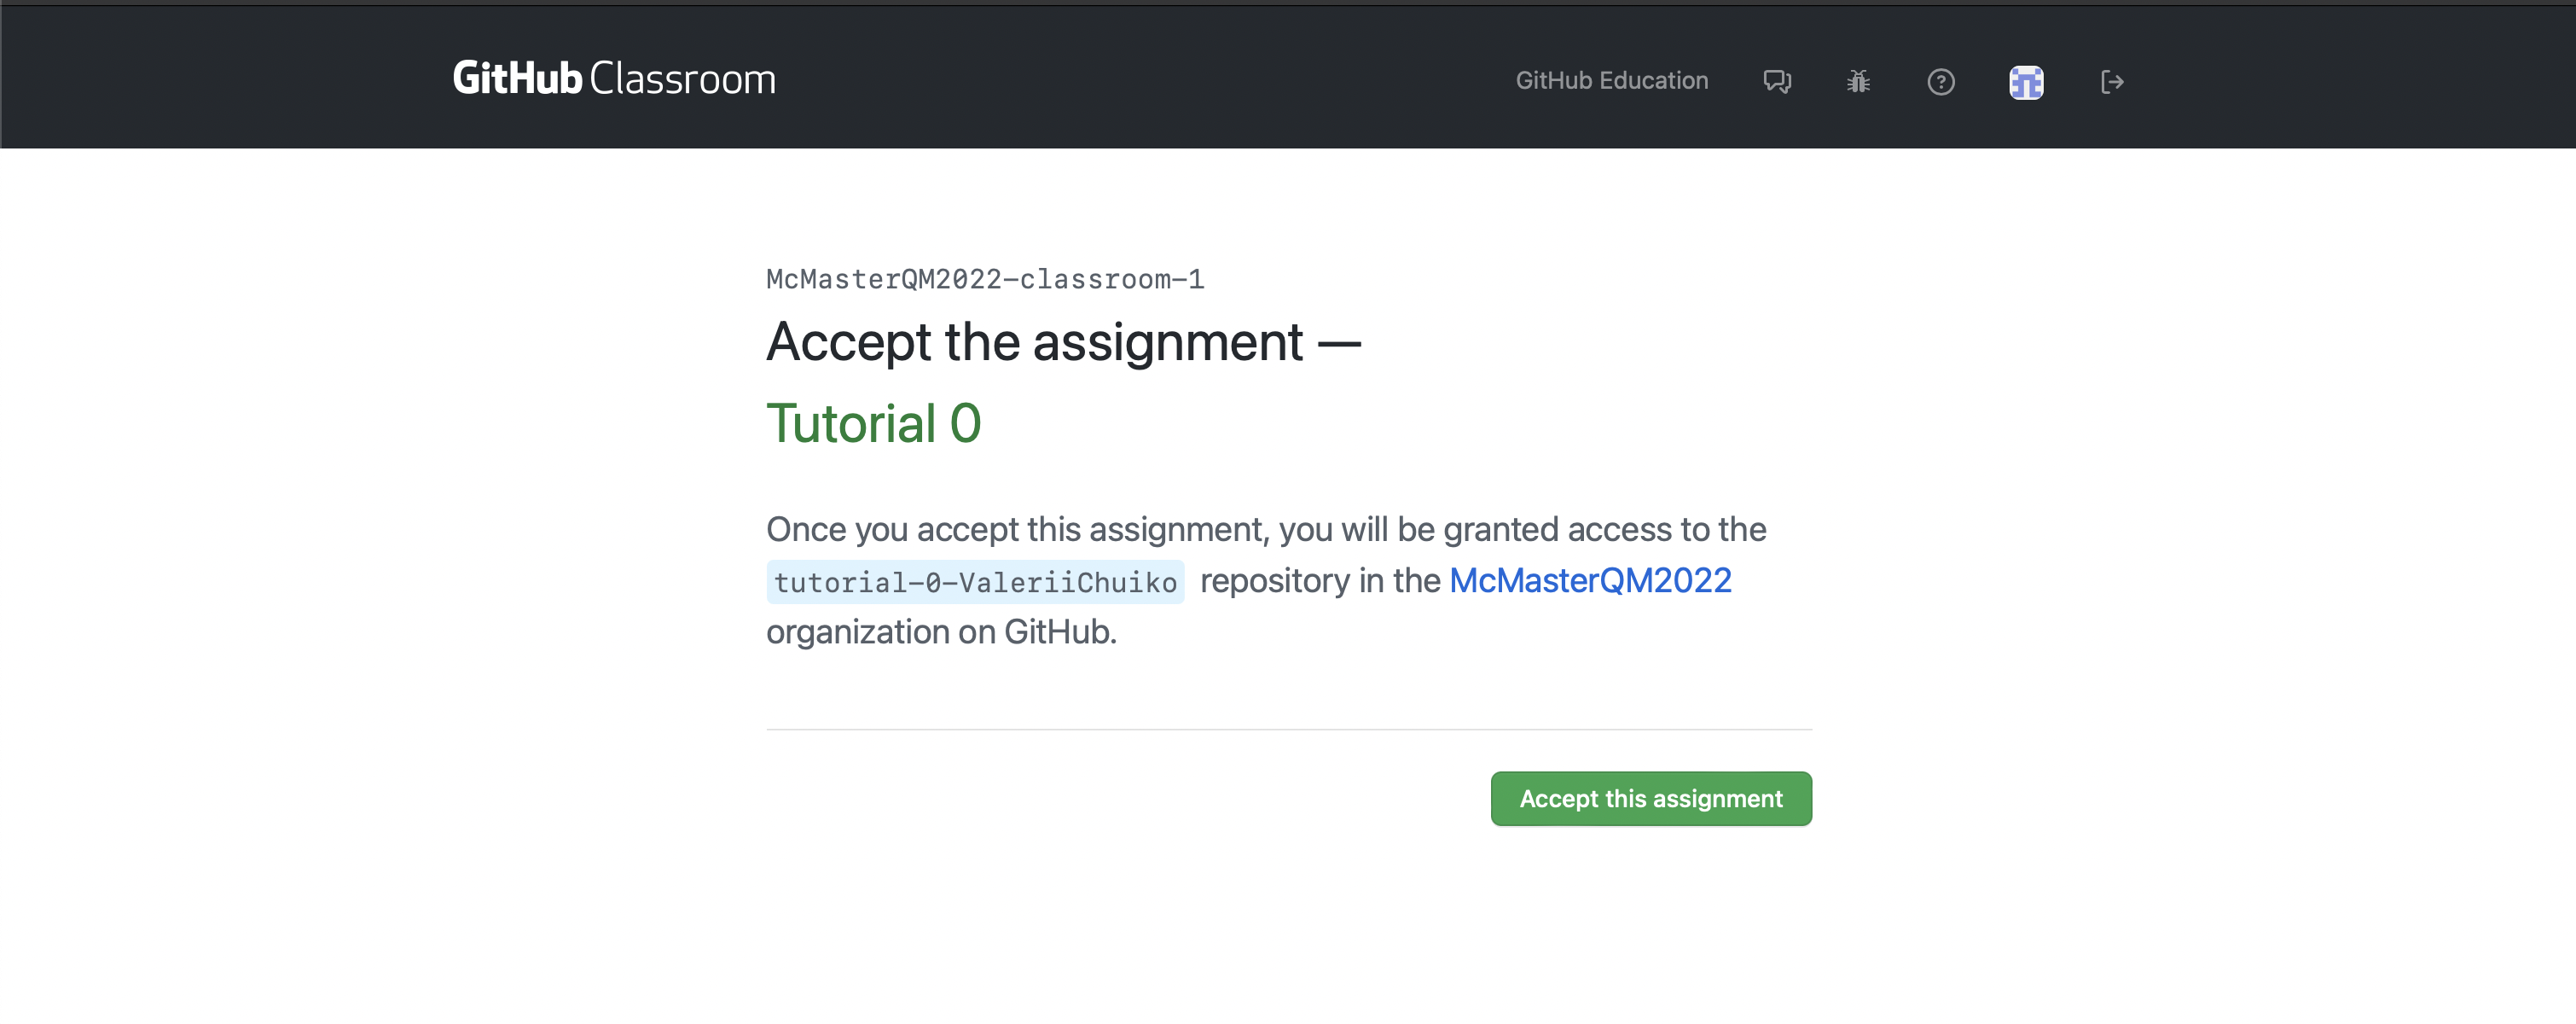 GitHub Classroom
GitHub Education
McMasterQM2022-classroom-1
Accept the assignment —
Tutorial 0
Once you accept this assignment, you will be granted access to the
tutorial-0-ValeriiChuiko repository in the McMasterQM2022
organization on GitHub.
Accept this assignment